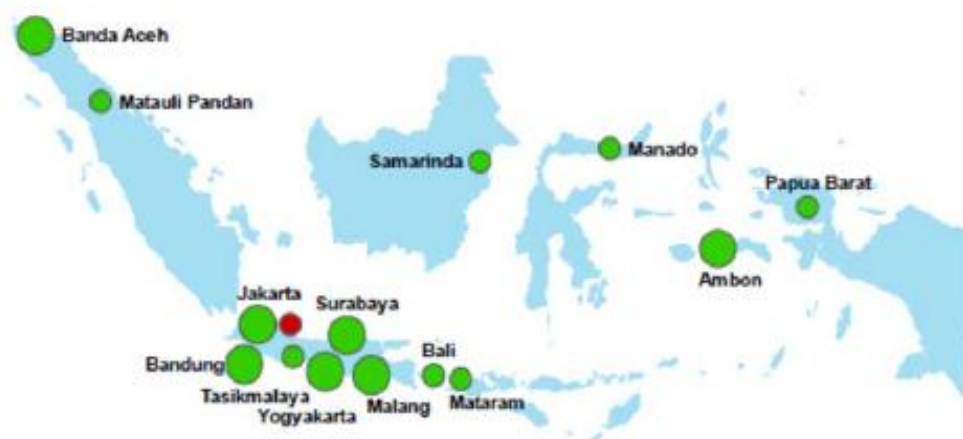 Banda Aceh
Matauli Pandan
Samarinda
Manado
Papua Barat
Ambon
Jakarta
Surabaya
Bandung
Bali
Tasikmalaya
Mataram
Yogyakarta
Malang